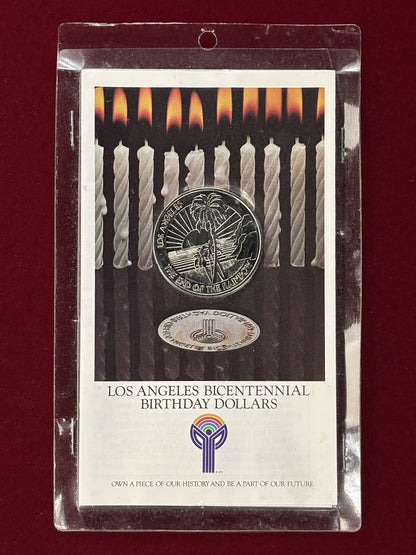 LOS ANGELES
THE END OF THE RAINBOW
LOS ANGELES BICENTENNIAL
BIRTHDAY DOLLARS
OWN A PIECE OF OUR HISTORY AND BE A PART OF OUR FUTURE